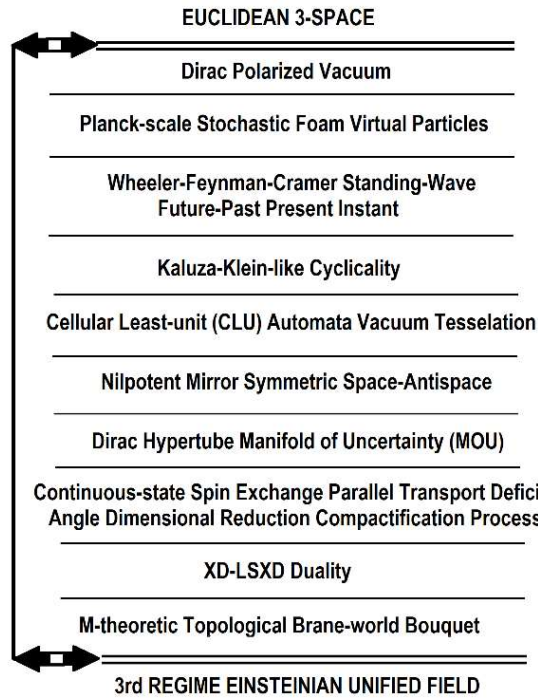 EUCLIDEAN 3-SPACE
Dirac Polarized Vacuum
Planck-scale Stochastic Foam Virtual Particles
Wheeler-Feynman-Cramer Standing-Wave
Future-Past Present Instant
Kaluza-Klein-like Cyclicality
Cellular Least-unit (CLU) Automata Vacuum Tesselation
Nilpotent Mirror Symmetric Space-Antispace
Dirac Hypertube Manifold of Uncertainty (MOU)
Continuous-state Spin Exchange Parallel Transport Defici
Angle Dimensional Reduction Compactification Process
XD-LSXD Duality
M-theoretic Topological Brane-world Bouquet
3rd REGIME EINSTEINIAN UNIFIED FIELD